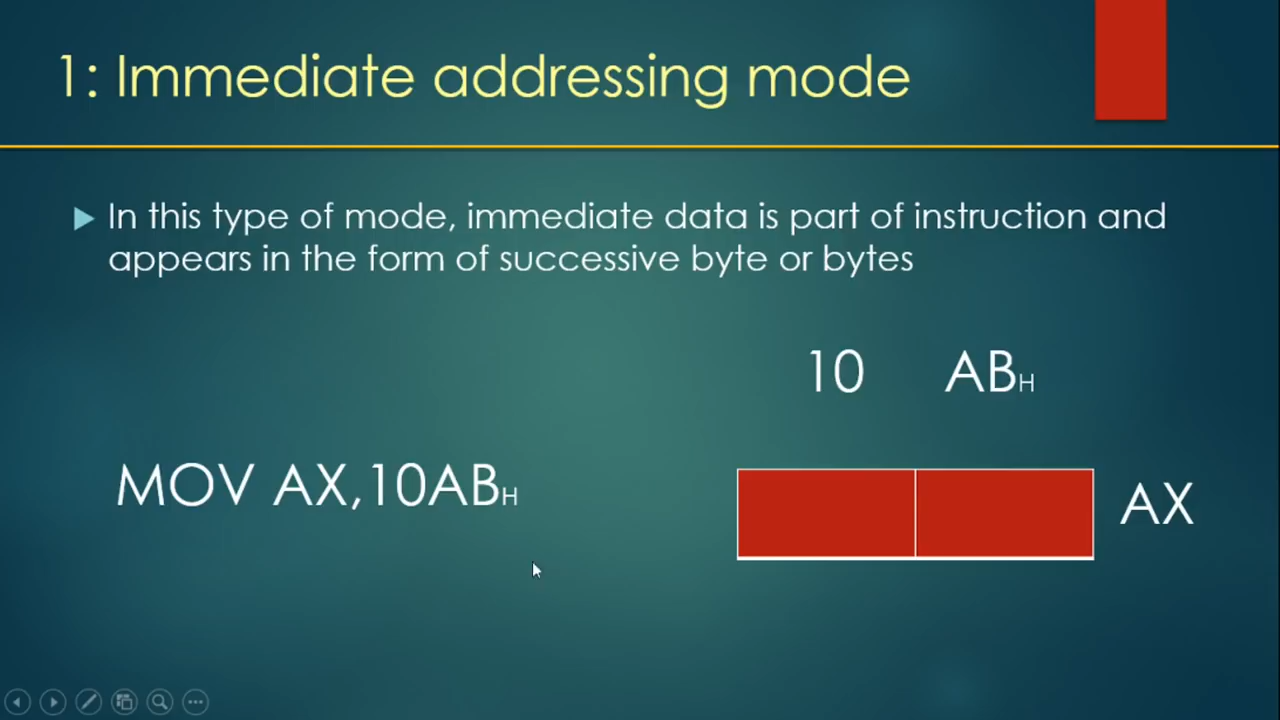 1: Immediate addressing mode
In this type of mode, immediate data is part of instruction and
appears in the form of successive byte or bytes
10 ABH
MOV AX,10ABH
AX